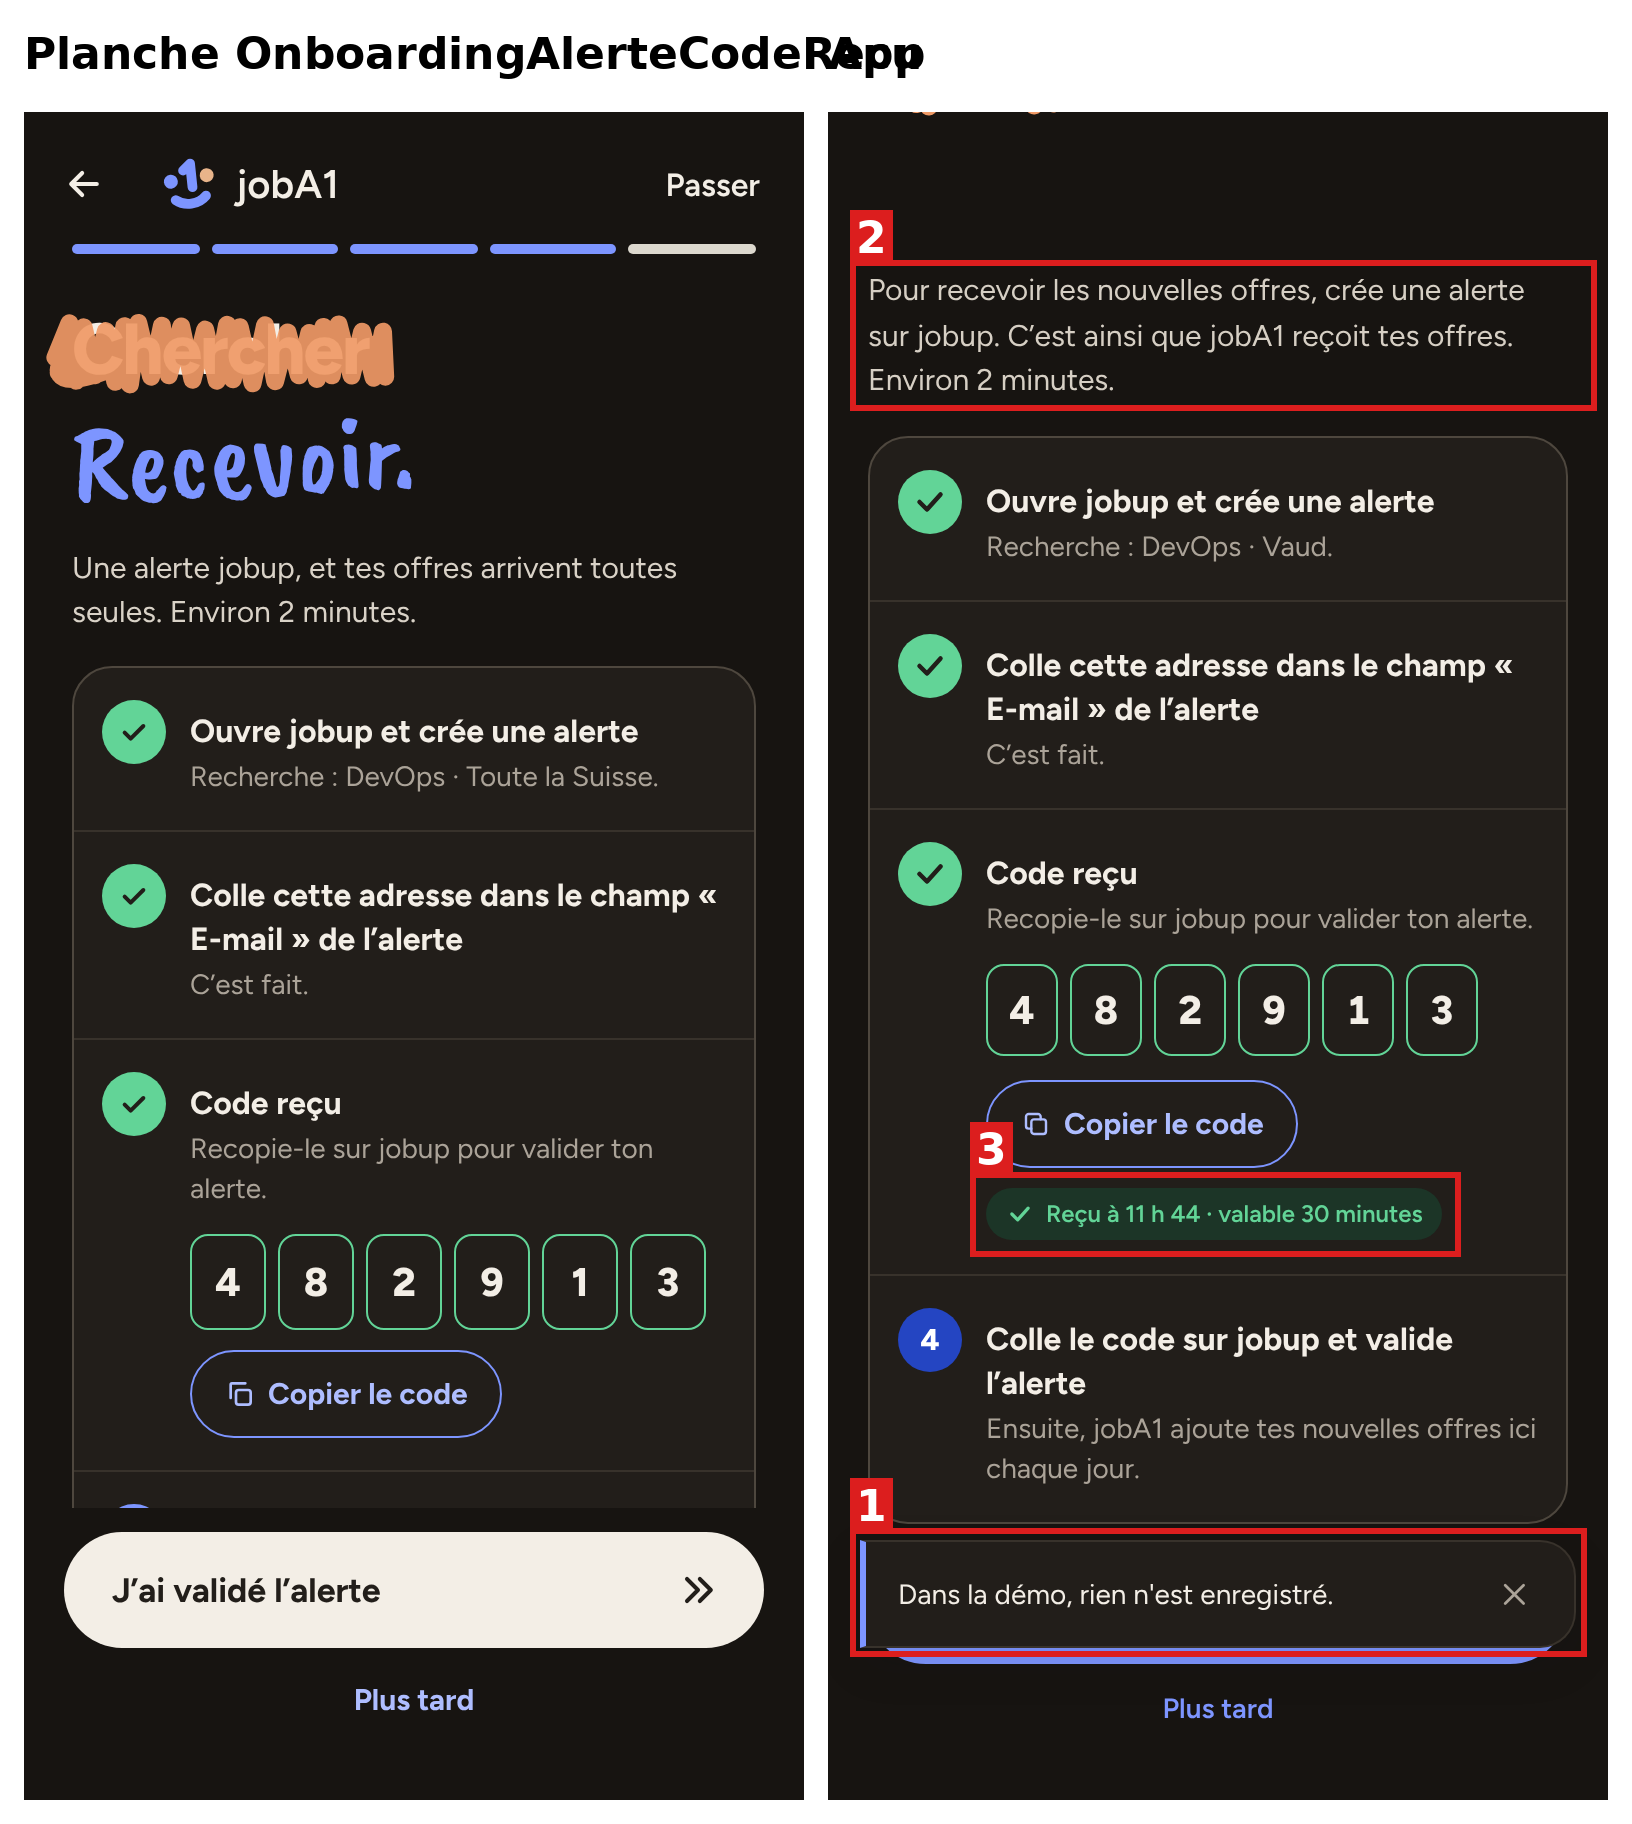 Planche OnboardingAlerteCodeRecu
App
jobA1
Passer
Chercher
Recevoir.
Une alerte jobup, et tes offres arrivent toutes
seules. Environ 2 minutes.
Ouvre jobup et crée une alerte
Recherche : DevOps · Toute la Suisse.
Colle cette adresse dans le champ «
E-mail » de l’alerte
C’est fait.
Code reçu
Recopie-le sur jobup pour valider ton
alerte.
4 8 2 9 1 3
Copier le code
J’ai validé l’alerte
Plus tard
2
Pour recevoir les nouvelles offres, crée une alerte
sur jobup. C’est ainsi que jobA1 reçoit tes offres.
Environ 2 minutes.
Ouvre jobup et crée une alerte
Recherche : DevOps · Vaud.
Colle cette adresse dans le champ «
E-mail » de l’alerte
C’est fait.
Code reçu
Recopie-le sur jobup pour valider ton alerte.
4 8 2 9 1 3
Copier le code
3
Reçu à 11 h 44 · valable 30 minutes
4
Colle le code sur jobup et valide
l’alerte
Ensuite, jobA1 ajoute tes nouvelles offres ici
chaque jour.
1
Dans la démo, rien n'est enregistré.
Plus tard